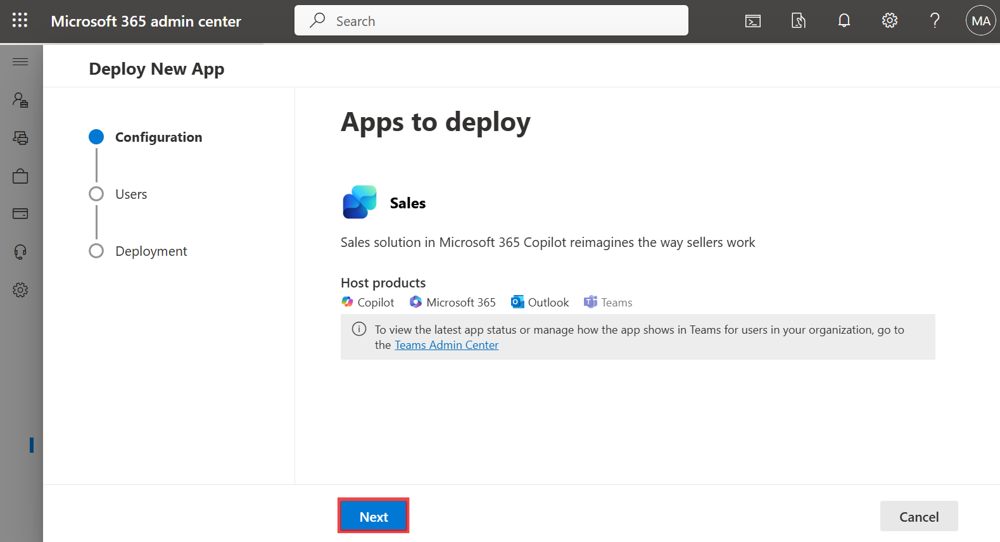 Microsoft 365 admin center
Search
MA
Deploy New App
Configuration
Users
Deployment
Apps to deploy
Sales
Sales solution in Microsoft 365 Copilot reimagines the way sellers work
Host products
Copilot
Microsoft 365
Outlook
Teams
To view the latest app status or manage how the app shows in Teams for users in your organization, go to
the Teams Admin Center
Next
Cancel